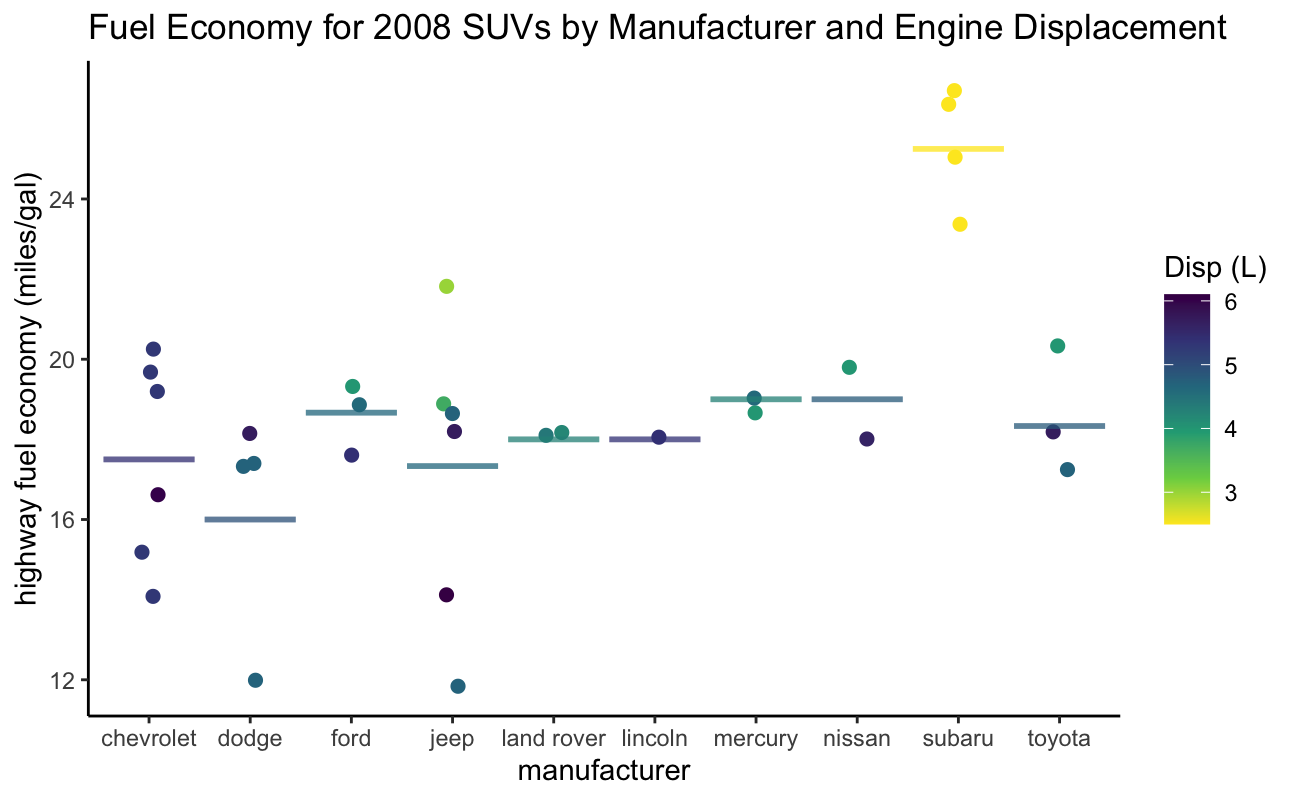 Fuel Economy for 2008 SUVs by Manufacturer and Engine Displacement
highway fuel economy (miles/gal)
24
20
16
12
chevrolet dodge ford jeep land rover lincoln mercury nissan subaru toyota
manufacturer
Disp (L)
6
5
4
3